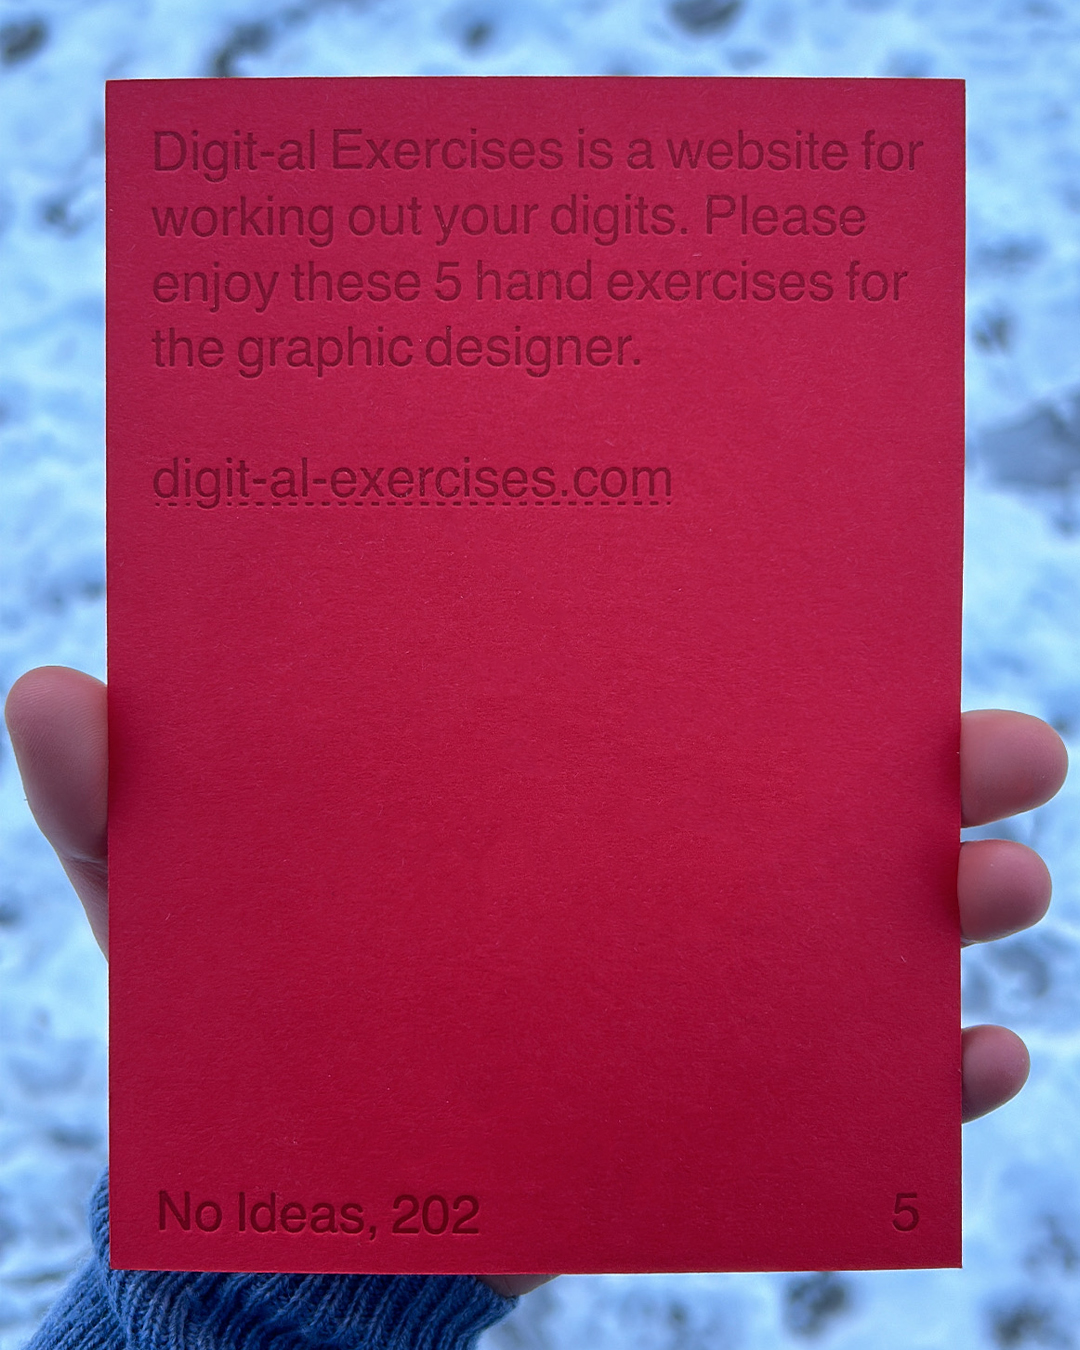 Digit-al Exercises is a website for
working out your digits. Please
enjoy these 5 hand exercises for
the graphic designer.
digit-al-exercises.com
No Ideas, 202 5